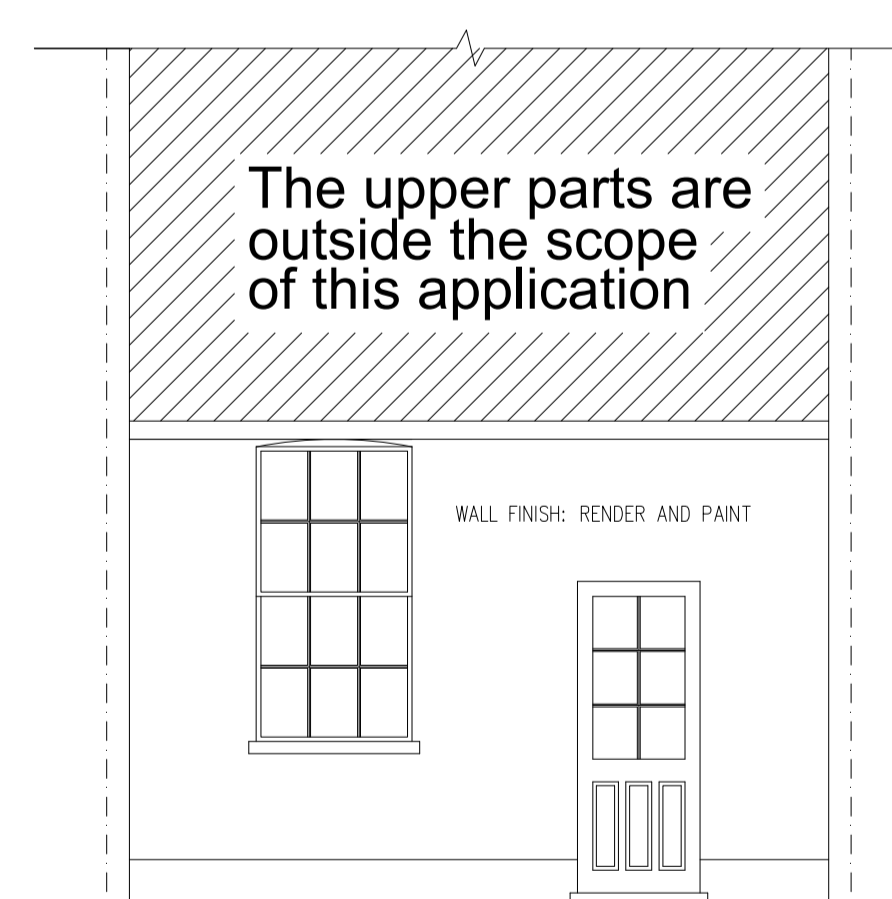 The upper parts are
outside the scope
of this application
WALL FINISH: RENDER AND PAINT